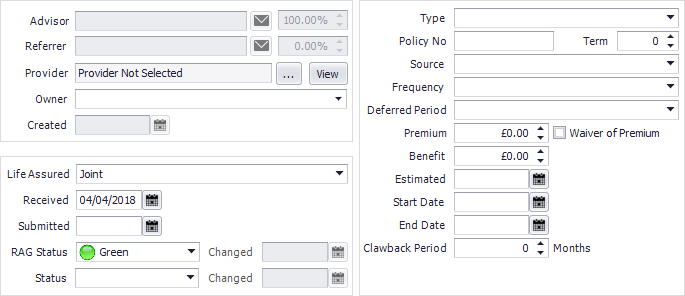 Advisor 100.00%
Referrer 0.00%
Provider Provider Not Selected ... View
Owner
Created
Life Assured Joint
Received 04/04/2018
Submitted
RAG Status Green Changed
Status Changed
Type
Policy No Term 0
Source
Frequency
Deferred Period
Premium £0.00 Waiver of Premium
Benefit £0.00
Estimated
Start Date
End Date
Clawback Period 0 Months